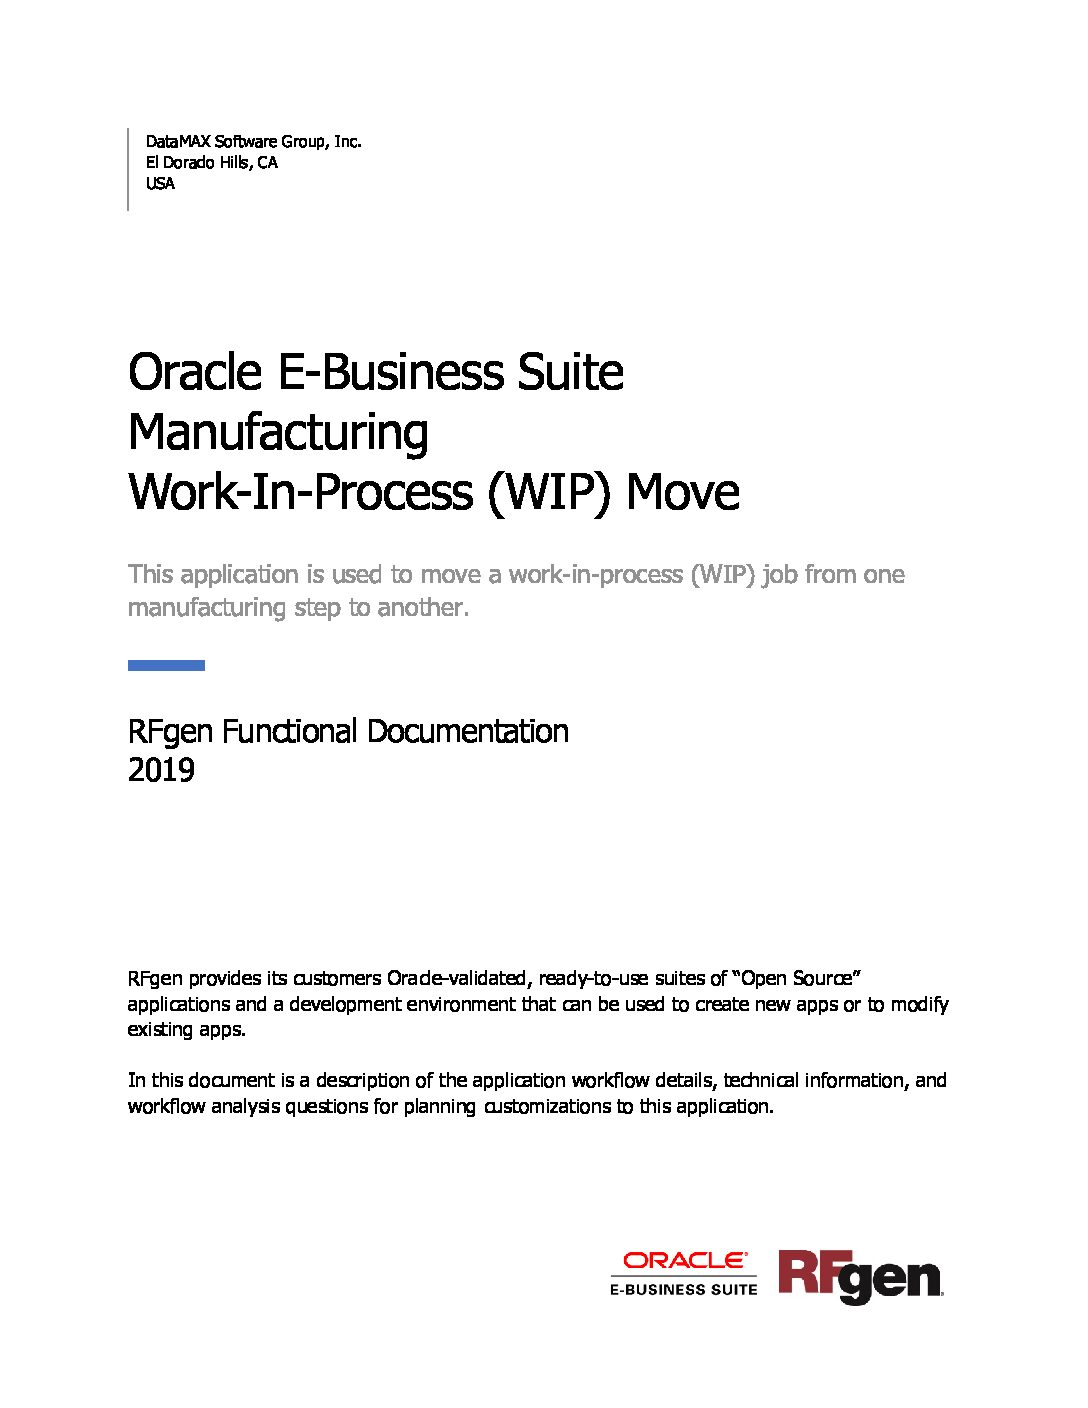 DataMAX Software Group, Inc.
El Dorado Hills, CA
USA
Oracle E-Business Suite
Manufacturing
Work-In-Process (WIP) Move
This application is used to move a work-in-process (WIP) job from one
manufacturing step to another.
RFgen Functional Documentation
2019
RFgen provides its customers Oracle-validated, ready-to-use suites of “Open Source”
applications and a development environment that can be used to create new apps or to modify
existing apps.
In this document is a description of the application workflow details, technical information, and
workflow analysis questions for planning customizations to this application.
ORACLE®
E-BUSINESS SUITE
RFgen®